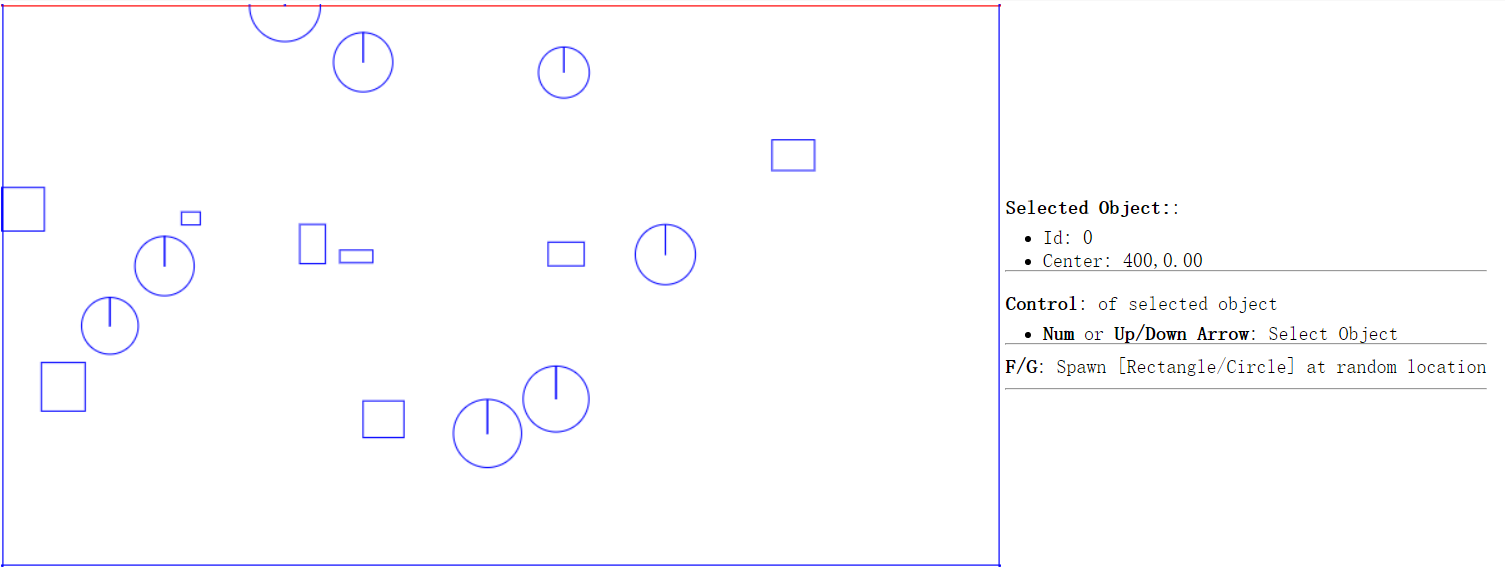 Selected Object::
Id: 0
Center: 400,0.00
Control: of selected object
Num or Up/Down Arrow: Select Object
F/G: Spawn [Rectangle/Circle] at random location